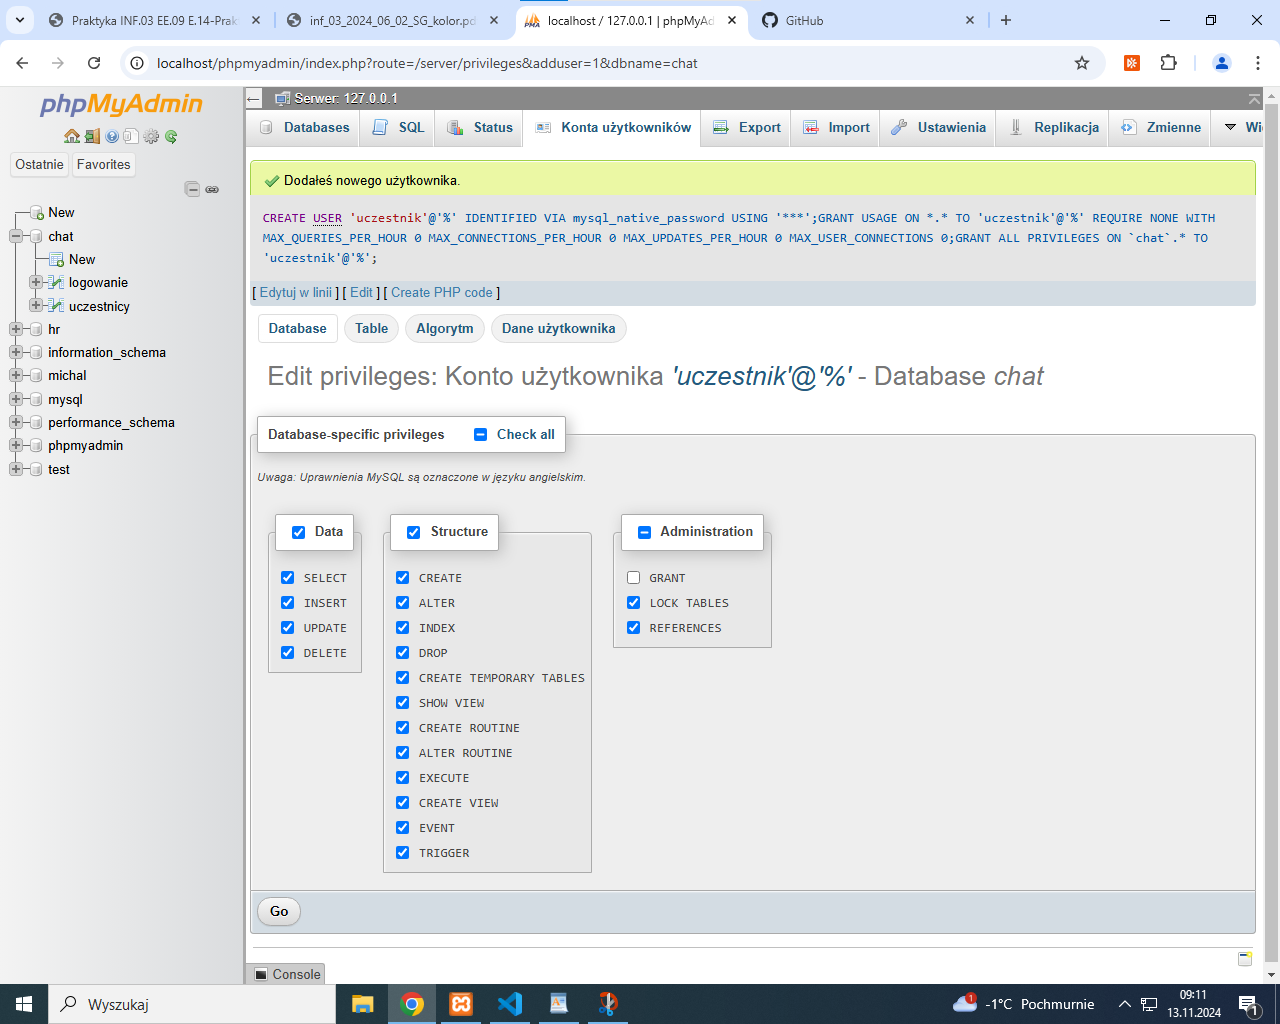 Praktyka INF.03 EE.09 E.14-Prak
inf_03_2024_06_02_SG_kolor.pd
localhost / 127.0.0.1 | phpMyAd
GitHub
localhost/phpmyadmin/index.php?route=/server/privileges&adduser=1&dbname=chat
phpMyAdmin
Ostatnie
Favorites
New
chat
New
logowanie
uczestnicy
hr
information_schema
michal
mysql
performance_schema
phpmyadmin
test
Serwer: 127.0.0.1
Databases
SQL
Status
Konta użytkowników
Export
Import
Ustawienia
Replikacja
Zmienne
Wi
Dodałeś nowego użytkownika.
CREATE USER 'uczestnik'@'%' IDENTIFIED VIA mysql_native_password USING '***';GRANT USAGE ON *.* TO 'uczestnik'@'%' REQUIRE NONE WITH
MAX_QUERIES_PER_HOUR 0 MAX_CONNECTIONS_PER_HOUR 0 MAX_UPDATES_PER_HOUR 0 MAX_USER_CONNECTIONS 0;GRANT ALL PRIVILEGES ON `chat`.* TO
'uczestnik'@'%';
[ Edytuj w linii ] [ Edit ] [ Create PHP code ]
Database
Table
Algorytm
Dane użytkownika
Edit privileges: Konto użytkownika 'uczestnik'@'%' - Database chat
Database-specific privileges
Check all
Uwaga: Uprawnienia MySQL są oznaczone w języku angielskim.
Data
SELECT
INSERT
UPDATE
DELETE
Structure
CREATE
ALTER
INDEX
DROP
CREATE TEMPORARY TABLES
SHOW VIEW
CREATE ROUTINE
ALTER ROUTINE
EXECUTE
CREATE VIEW
EVENT
TRIGGER
Administration
GRANT
LOCK TABLES
REFERENCES
Go
Console
Wyszukaj
1
-1°C Pochmurnie
09:11
13.11.2024
1